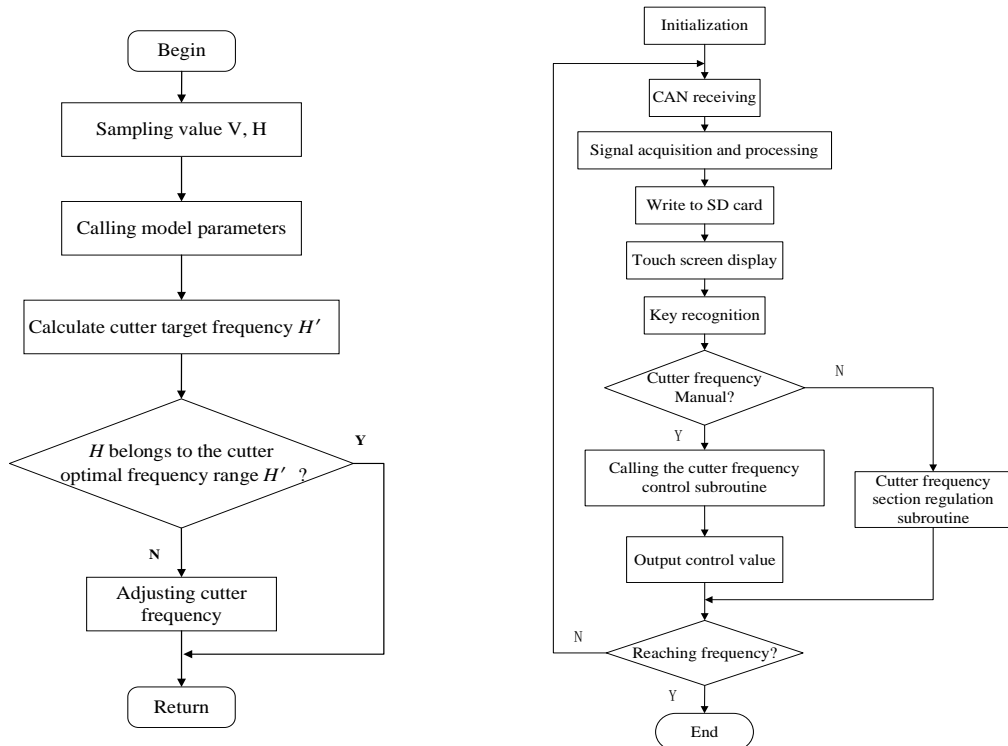 Begin
Sampling value V, H
Calling model parameters
Calculate cutter target frequency H′
H belongs to the cutter
optimal frequency range H′ ?
Y
N
Adjusting cutter
frequency
Return
Initialization
CAN receiving
Signal acquisition and processing
Write to SD card
Touch screen display
Key recognition
Cutter frequency
Manual?
N
Y
Calling the cutter frequency
control subroutine
Cutter frequency
section regulation
subroutine
Output control value
Reaching frequency?
N
Y
End